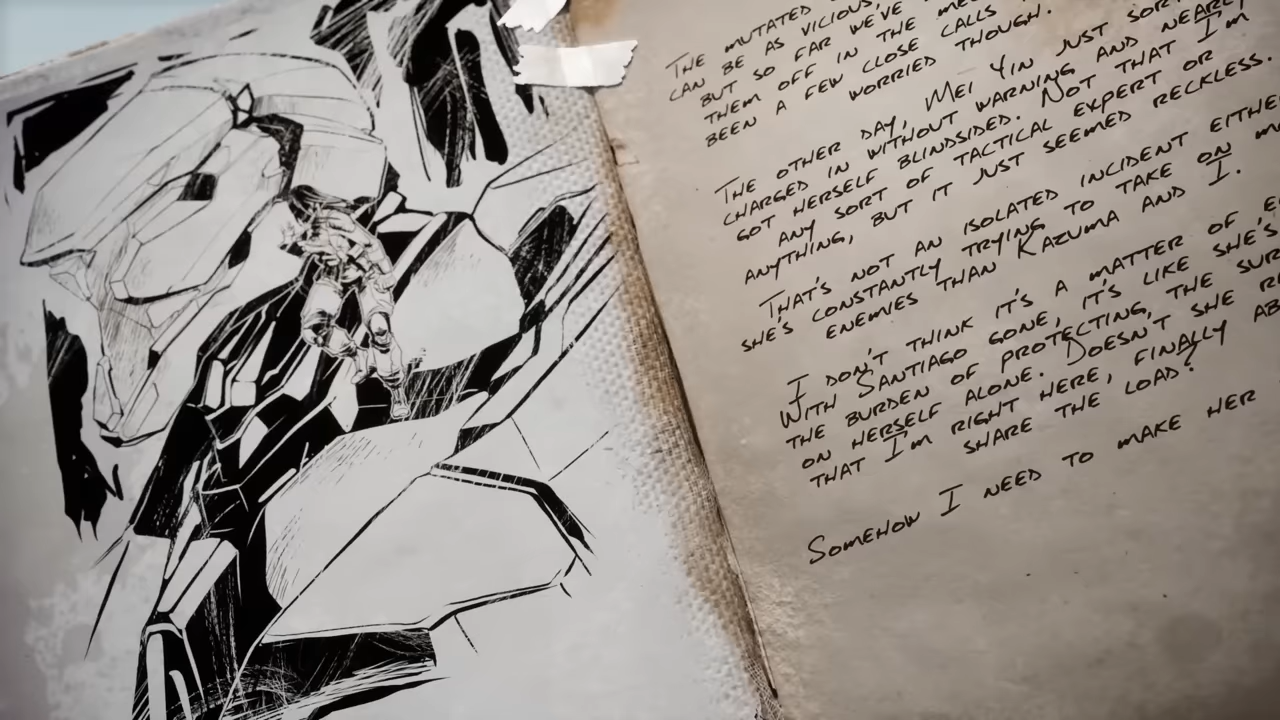 THE MUTATED
CAN BE AS VICIOUS,
BUT SO FAR WE'VE
THEM OFF IN THE
BEEN A FEW CLOSE CALLS
WORRIED THOUGH.
THE OTHER DAY, MEI YIN JUST
CHARGED IN WITHOUT WARNING AND NEARLY
GOT HERSELF BLINDSIDED. NOT THAT I'M
ANY SORT OF TACTICAL EXPERT OR
ANYTHING, BUT IT JUST SEEMED RECKLESS.
THAT'S NOT AN ISOLATED INCIDENT EITHER
SHE'S CONSTANTLY TRYING TO TAKE ON
ENEMIES THAN KAZUMA AND I.
I DON'T THINK IT'S A MATTER OF
WITH SANTIAGO GONE, IT'S LIKE SHE'S
THE BURDEN OF PROTECTING, THE
ON HERSELF ALONE. DOESN'T SHE
THAT I'M RIGHT HERE, FINALLY
SHARE THE LOAD?
SOMEHOW I NEED TO MAKE HER